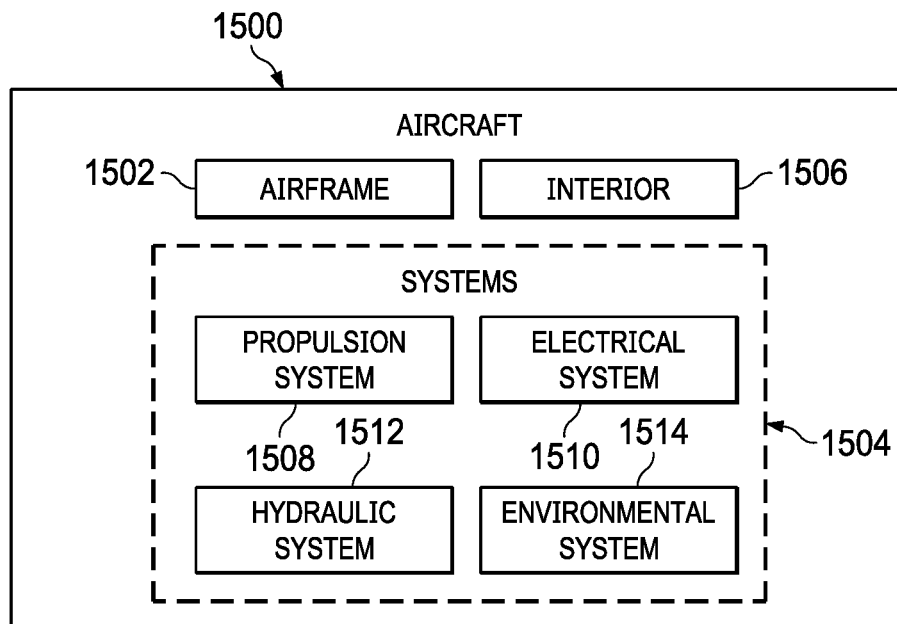 1500
AIRCRAFT
1502
AIRFRAME
INTERIOR
1506
SYSTEMS
PROPULSION
SYSTEM
ELECTRICAL
SYSTEM
1508
1512
1510
1514
1504
HYDRAULIC
SYSTEM
ENVIRONMENTAL
SYSTEM